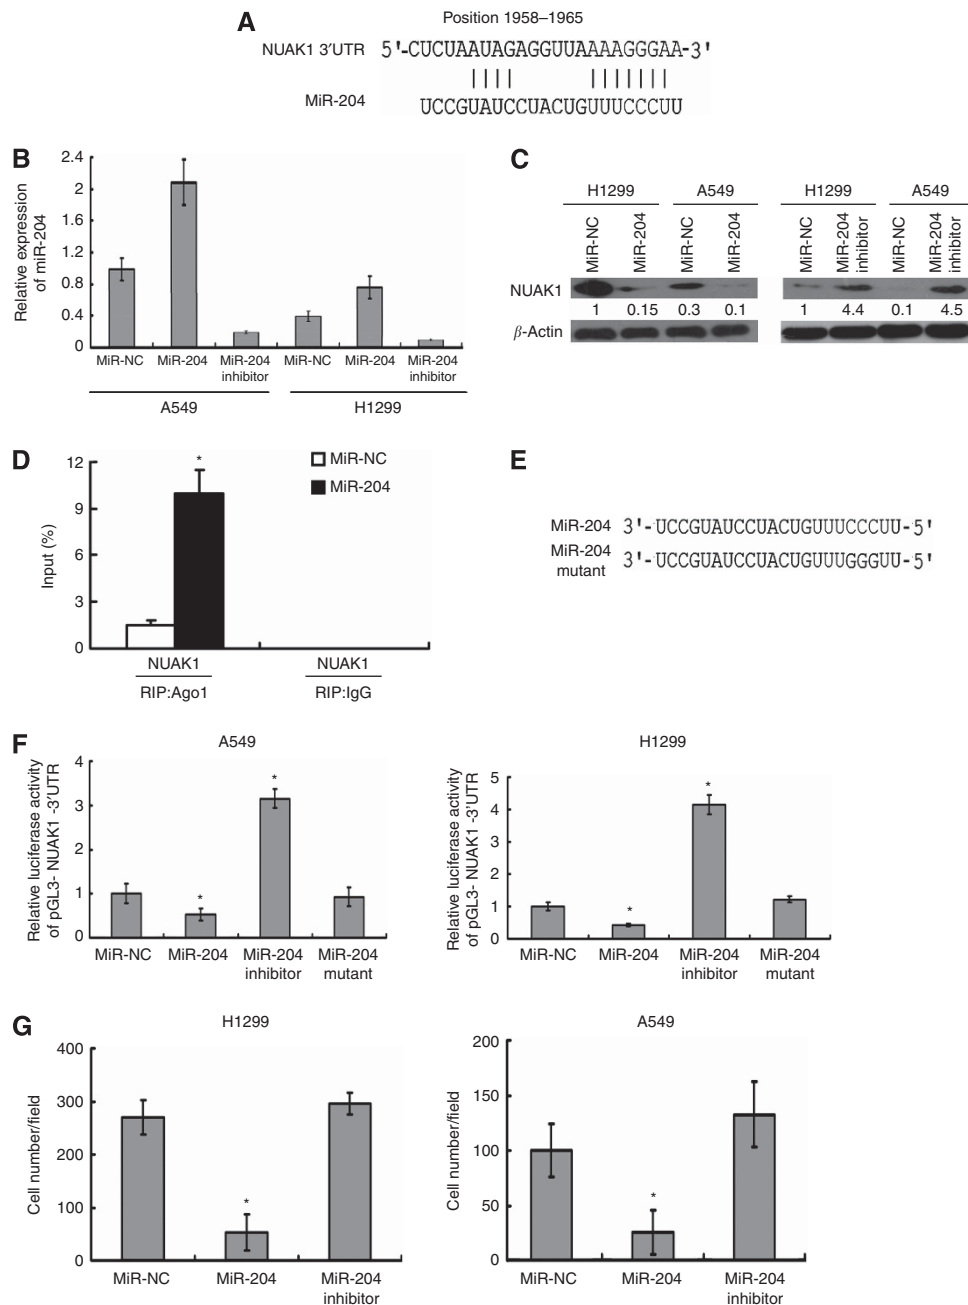 A
Position 1958–1965
NUAK1 3′UTR 5'-CUCUAAUAGAGGUUAAAAGGGAA-3'
MiR-204 UCCGUAUCCUACUGUUUCCCUU
B
Relative expression
of miR-204
2.4
2
1.6
1.2
0.8
0.4
0
MiR-NC MiR-204 MiR-204 inhibitor MiR-NC MiR-204 MiR-204 inhibitor
A549 H1299
C
H1299 A549 H1299 A549
MiR-NC MiR-204 MiR-NC MiR-204 MiR-NC MiR-204 inhibitor MiR-NC MiR-204 inhibitor
NUAK1
1 0.15 0.3 0.1 1 4.4 0.1 4.5
β-Actin
D
Input (%)
12
9
6
3
0
*
MiR-NC
MiR-204
NUAK1 NUAK1
RIP:Ago1 RIP:IgG
E
MiR-204 3'-UCCGUAUCCUACUGUUUCCCUU-5'
MiR-204 mutant 3'-UCCGUAUCCUACUGUUUGGGUU-5'
F
A549
Relative luciferase activity
of pGL3- NUAK1 -3′UTR
4
3
2
1
0
*
*
MiR-NC MiR-204 MiR-204 inhibitor MiR-204 mutant
H1299
Relative luciferase activity
of pGL3- NUAK1 -3′UTR
5
4
3
2
1
0
*
*
MiR-NC MiR-204 MiR-204 inhibitor MiR-204 mutant
G
H1299
Cell number/field
400
300
200
100
0
*
MiR-NC MiR-204 MiR-204 inhibitor
A549
Cell number/field
200
150
100
50
0
*
MiR-NC MiR-204 MiR-204 inhibitor